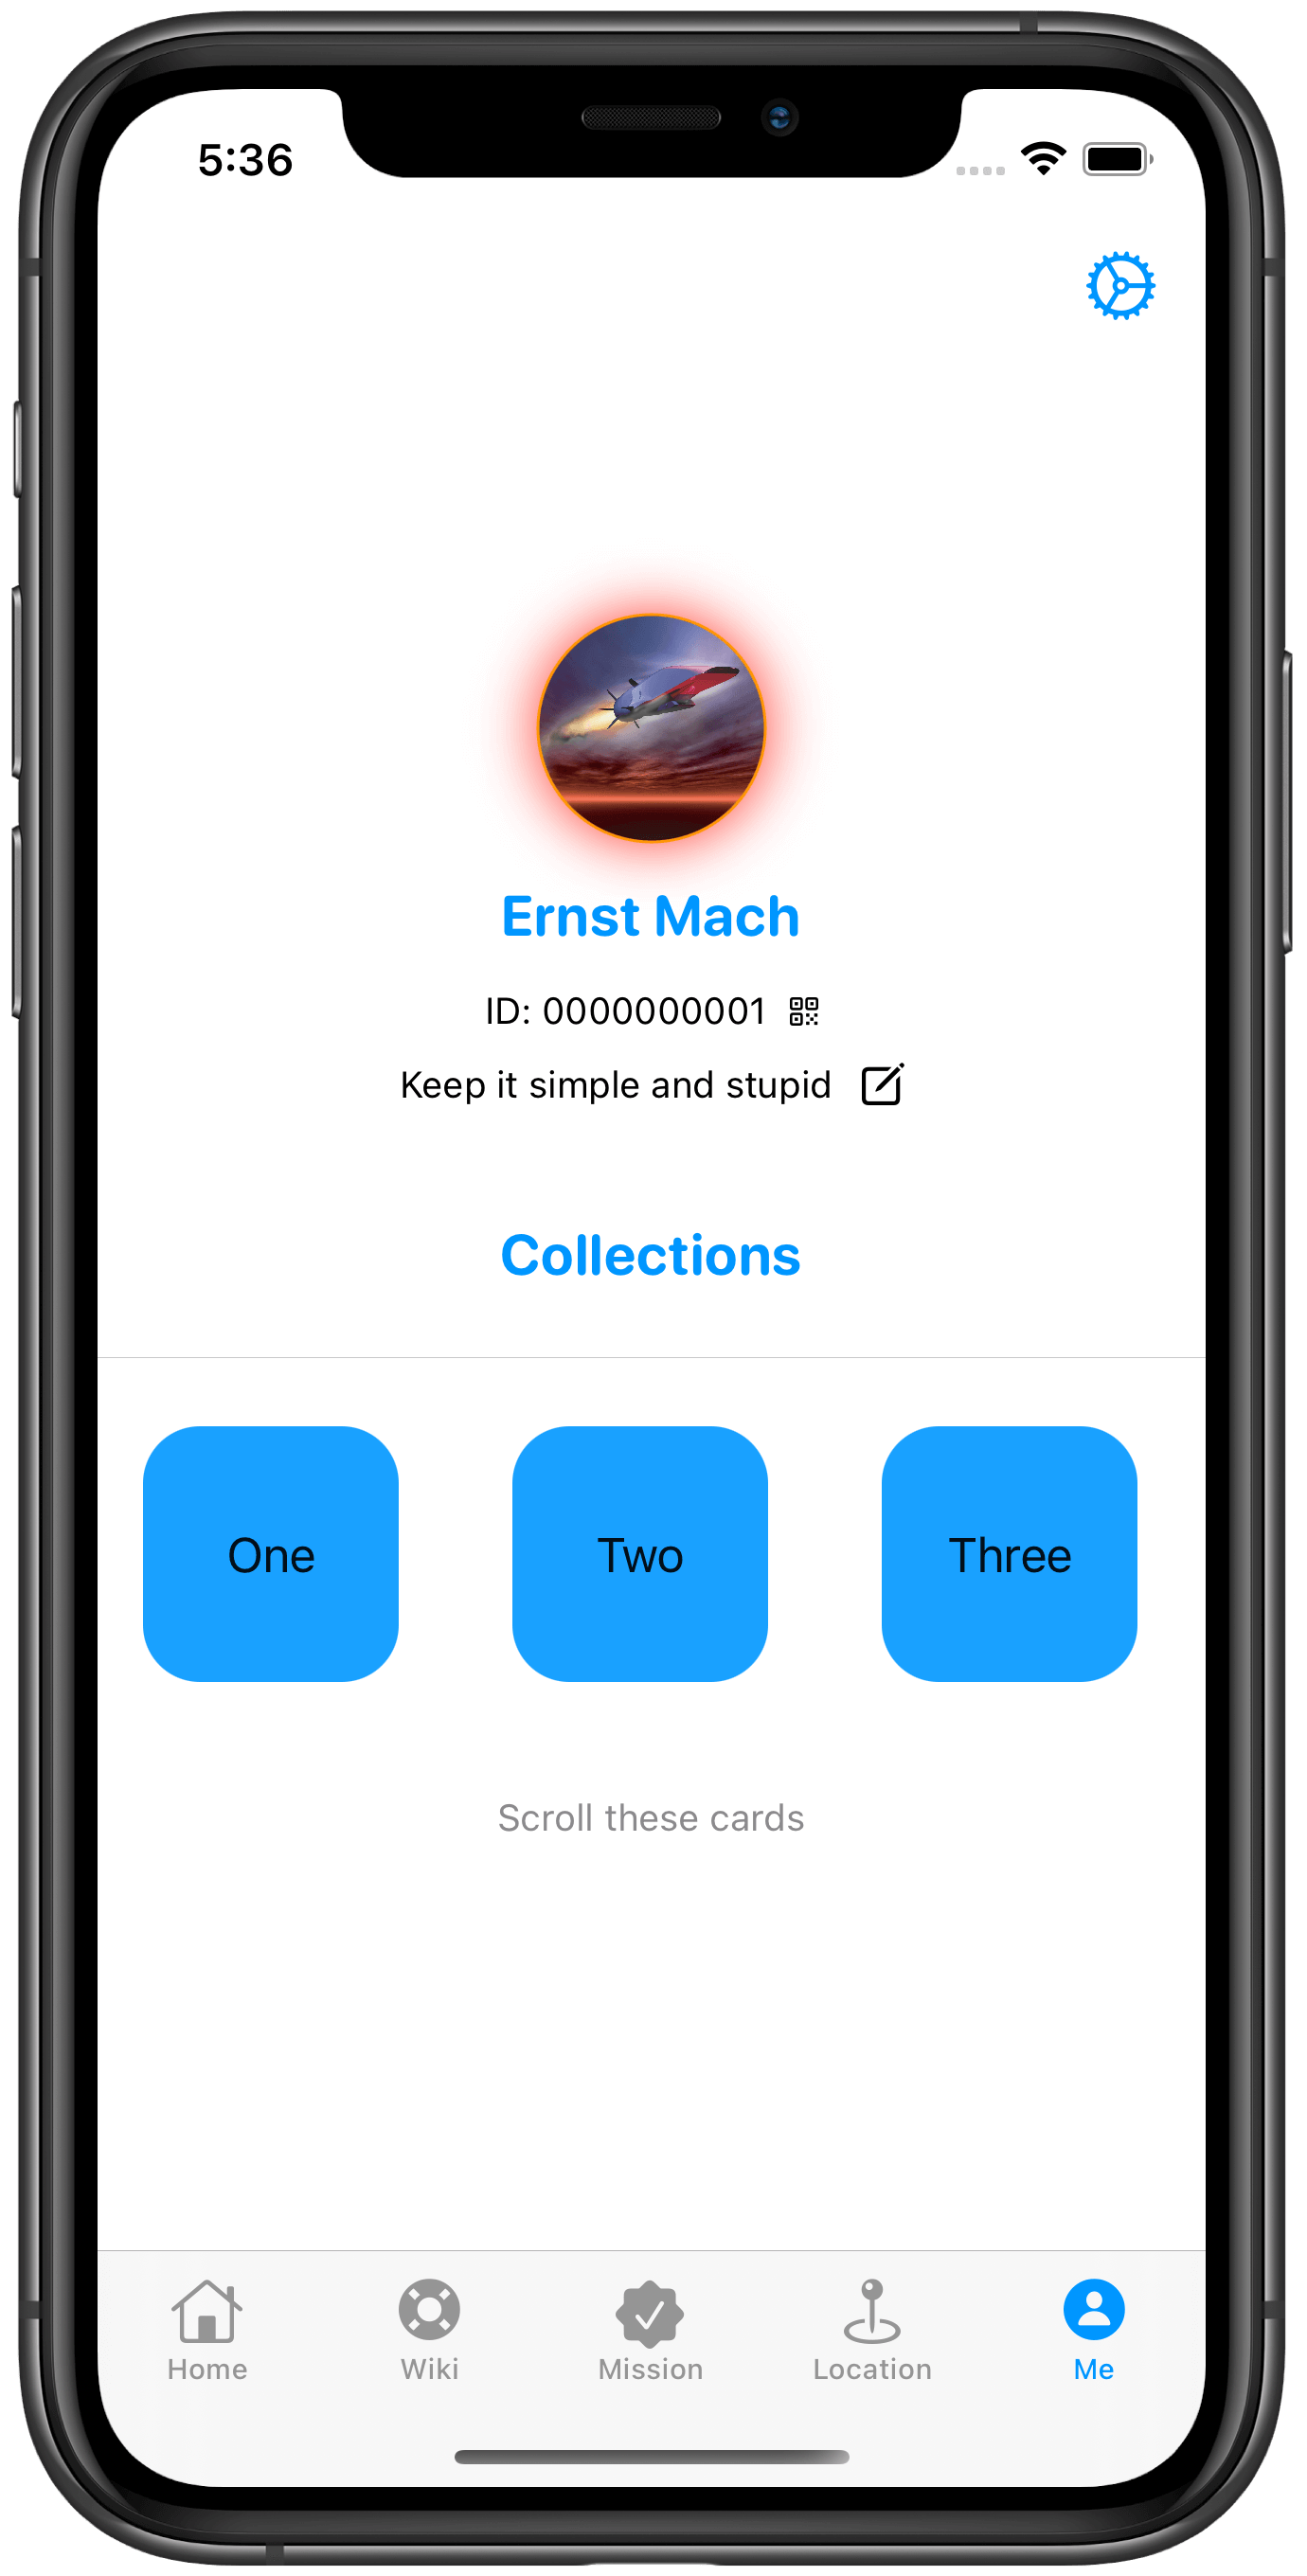 5:36
Ernst Mach
ID: 0000000001
Keep it simple and stupid
Collections
One Two Three
Scroll these cards
Home Wiki Mission Location Me